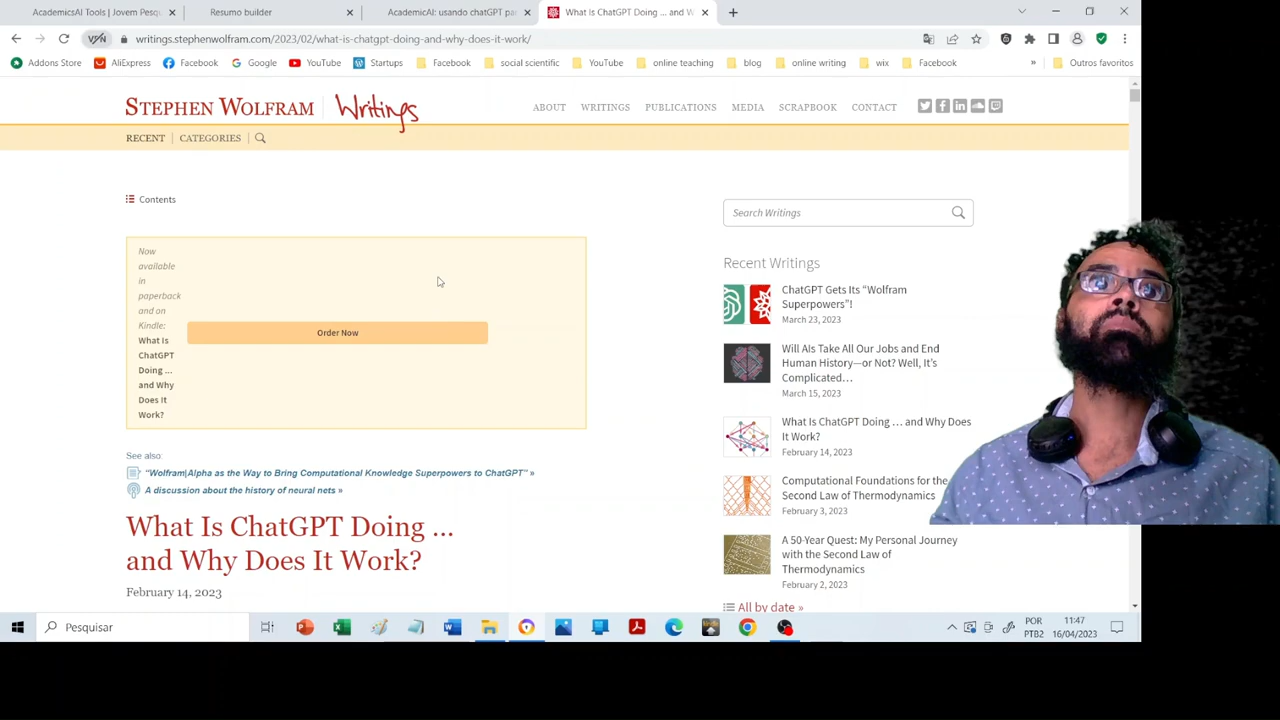 AcademicsAI Tools | Jovem Pesqu
Resumo builder
AcademicAI: usando chatGPT par
What Is ChatGPT Doing … and W
VPN
writings.stephenwolfram.com/2023/02/what-is-chatgpt-doing-and-why-does-it-work/
Addons Store
AliExpress
Facebook
Google
YouTube
Startups
Facebook
social scientific
YouTube
online teaching
blog
online writing
wix
Facebook
»
Outros favoritos
STEPHEN WOLFRAM Writings
ABOUT WRITINGS PUBLICATIONS MEDIA SCRAPBOOK CONTACT
RECENT CATEGORIES
Contents
Now
available
in
paperback
and on
Kindle:
What Is
ChatGPT
Doing ...
and Why
Does It
Work?
Order Now
See also:
“Wolfram|Alpha as the Way to Bring Computational Knowledge Superpowers to ChatGPT” »
A discussion about the history of neural nets »
What Is ChatGPT Doing …
and Why Does It Work?
February 14, 2023
Search Writings
Recent Writings
ChatGPT Gets Its “Wolfram
Superpowers”!
March 23, 2023
Will AIs Take All Our Jobs and End
Human History—or Not? Well, It’s
Complicated…
March 15, 2023
What Is ChatGPT Doing … and Why Does
It Work?
February 14, 2023
Computational Foundations for the
Second Law of Thermodynamics
February 3, 2023
A 50-Year Quest: My Personal Journey
with the Second Law of
Thermodynamics
February 2, 2023
All by date »
Pesquisar
POR
PTB2
11:47
16/04/2023